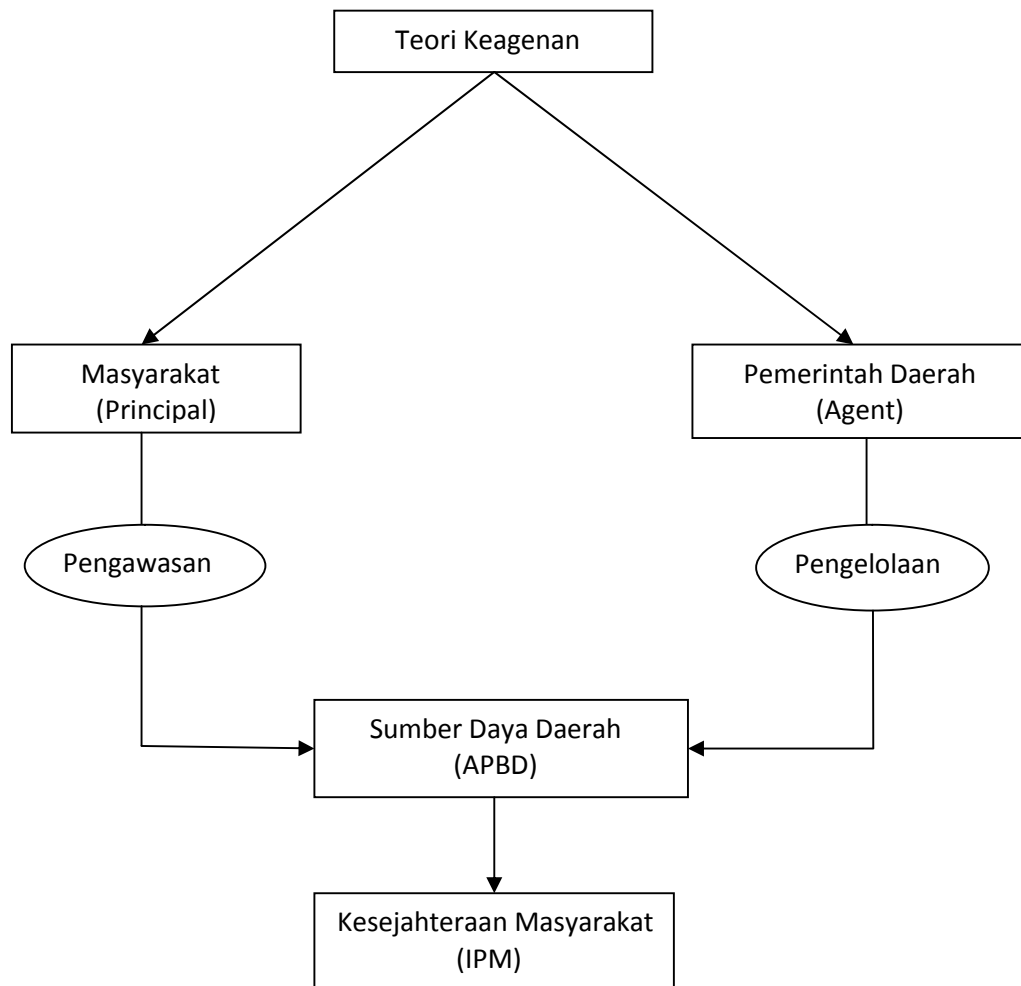 Teori Keagenan
Masyarakat
(Principal)
Pemerintah Daerah
(Agent)
Pengawasan
Pengelolaan
Sumber Daya Daerah
(APBD)
Kesejahteraan Masyarakat
(IPM)